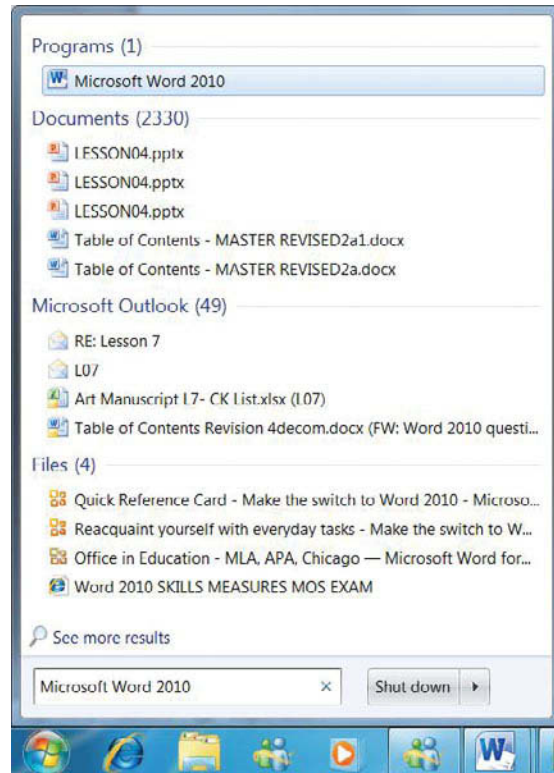 Programs (1)
Microsoft Word 2010
Documents (2330)
LESSON04.pptx
LESSON04.pptx
LESSON04.pptx
Table of Contents - MASTER REVISED2a1.docx
Table of Contents - MASTER REVISED2a.docx
Microsoft Outlook (49)
RE: Lesson 7
L07
Art Manuscript L7- CK List.xlsx (L07)
Table of Contents Revision 4decom.docx (FW: Word 2010 questi...
Files (4)
Quick Reference Card - Make the switch to Word 2010 - Microso...
Reacquaint yourself with everyday tasks - Make the switch to W...
Office in Education - MLA, APA, Chicago — Microsoft Word for...
Word 2010 SKILLS MEASURES MOS EXAM
See more results
Microsoft Word 2010
Shut down